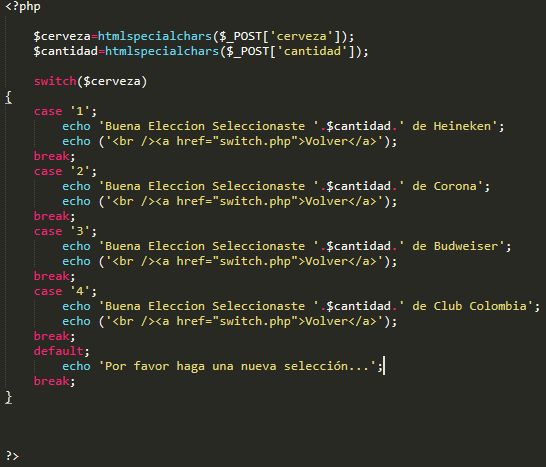 <?php
$cerveza=htmlspecialchars($_POST['cerveza']);
$cantidad=htmlspecialchars($_POST['cantidad']);
switch($cerveza)
{
case '1';
echo 'Buena Eleccion Seleccionaste '.$cantidad.' de Heineken';
echo ('<br /><a href="switch.php">Volver</a>');
break;
case '2';
echo 'Buena Eleccion Seleccionaste '.$cantidad.' de Corona';
echo ('<br /><a href="switch.php">Volver</a>');
break;
case '3';
echo 'Buena Eleccion Seleccionaste '.$cantidad.' de Budweiser';
echo ('<br /><a href="switch.php">Volver</a>');
break;
case '4';
echo 'Buena Eleccion Seleccionaste '.$cantidad.' de Club Colombia';
echo ('<br /><a href="switch.php">Volver</a>');
break;
default;
echo 'Por favor haga una nueva selección...';
break;
}
?>